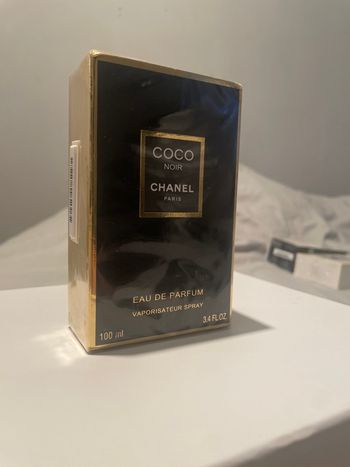 COCO
NOIR
CHANEL
PARIS
EAU DE PARFUM
VAPORISATEUR SPRAY
100 ml
3.4 FL.OZ